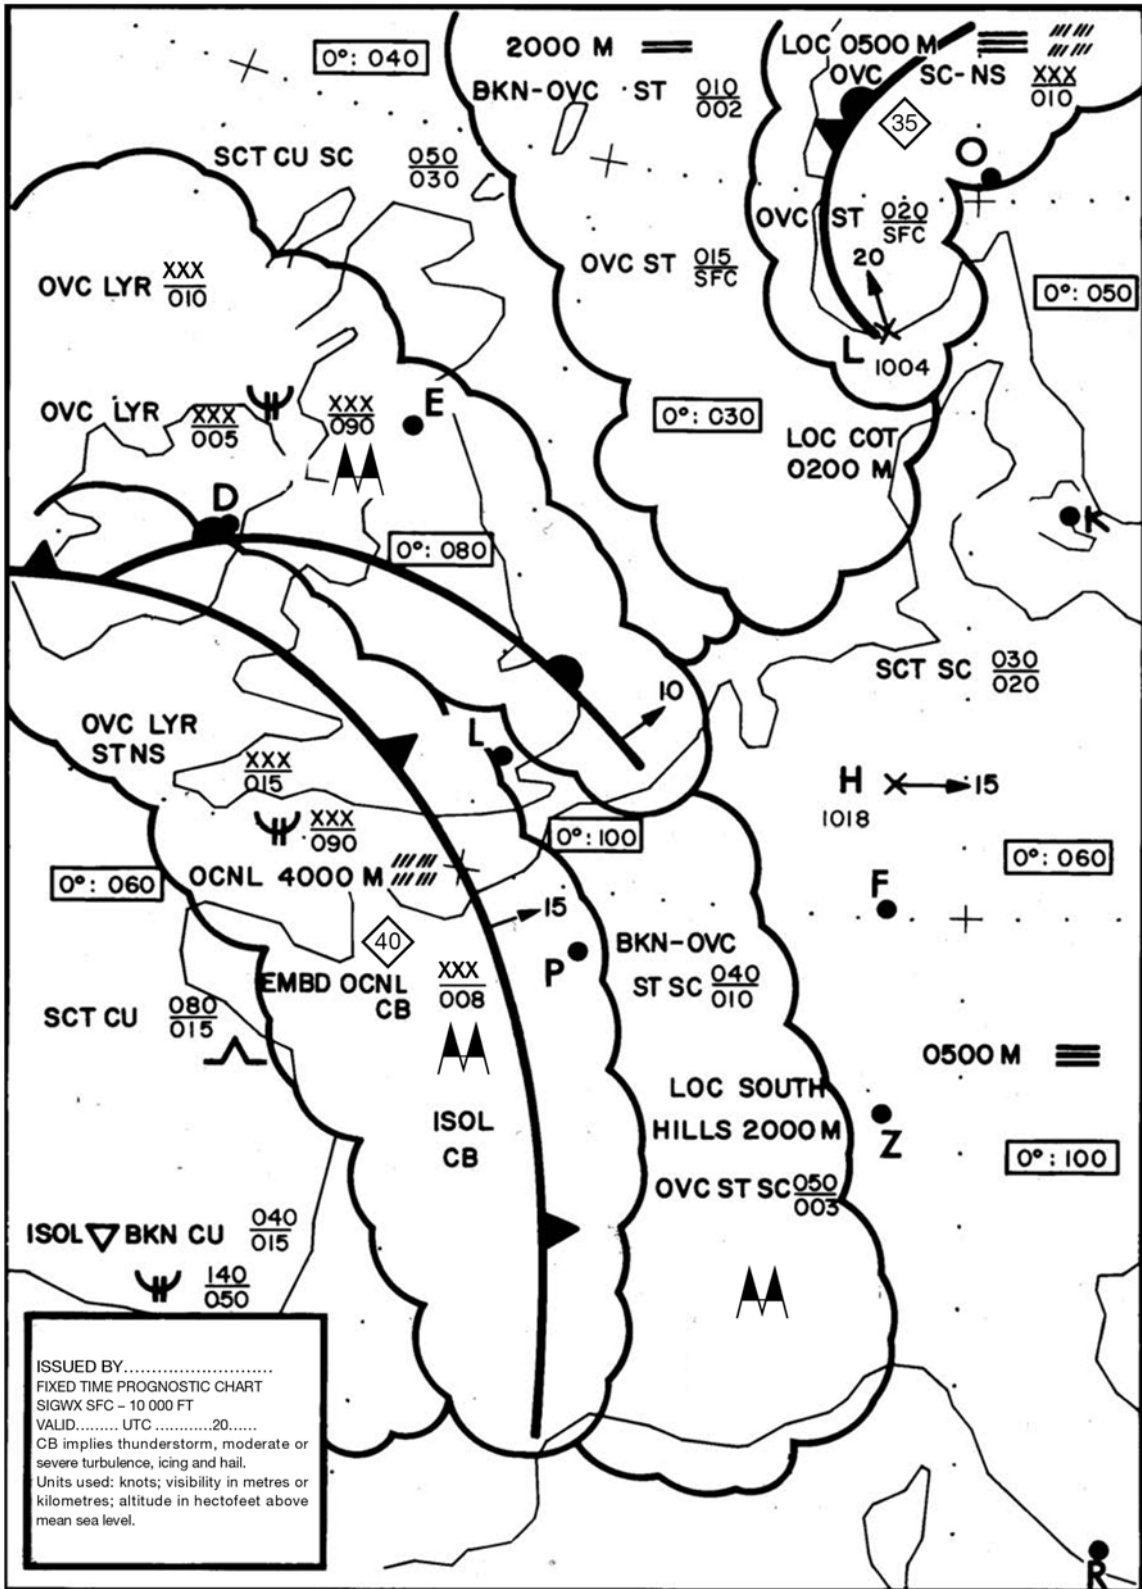 0°: 040
2000 M
BKN-OVC ST 010
002
LOC 0500 M
OVC SC-NS XXX
010
35
SCT CU SC 050
030
O
OVC ST 020
SFC
20
OVC ST 015
SFC
OVC LYR XXX
010
0°: 050
L 1004
OVC LYR XXX
005
XXX
090
E
0°: 030
LOC COT
0200 M
D
K
0°: 080
SCT SC 030
020
10
OVC LYR
STNS
L
XXX
015
H
1018
15
XXX
090
0°: 100
0°: 060
0°: 060
OCNL 4000 M
F
15
40
BKN-OVC
P
ST SC 040
010
EMBD OCNL
CB
XXX
008
SCT CU 080
015
0500 M
LOC SOUTH
HILLS 2000 M
ISOL
CB
Z
0°: 100
OVC ST SC 050
003
ISOL BKN CU 040
015
140
050
ISSUED BY...........................
FIXED TIME PROGNOSTIC CHART
SIGWX SFC – 10 000 FT
VALID......... UTC ............20......
CB implies thunderstorm, moderate or
severe turbulence, icing and hail.
Units used: knots; visibility in metres or
kilometres; altitude in hectofeet above
mean sea level.
R